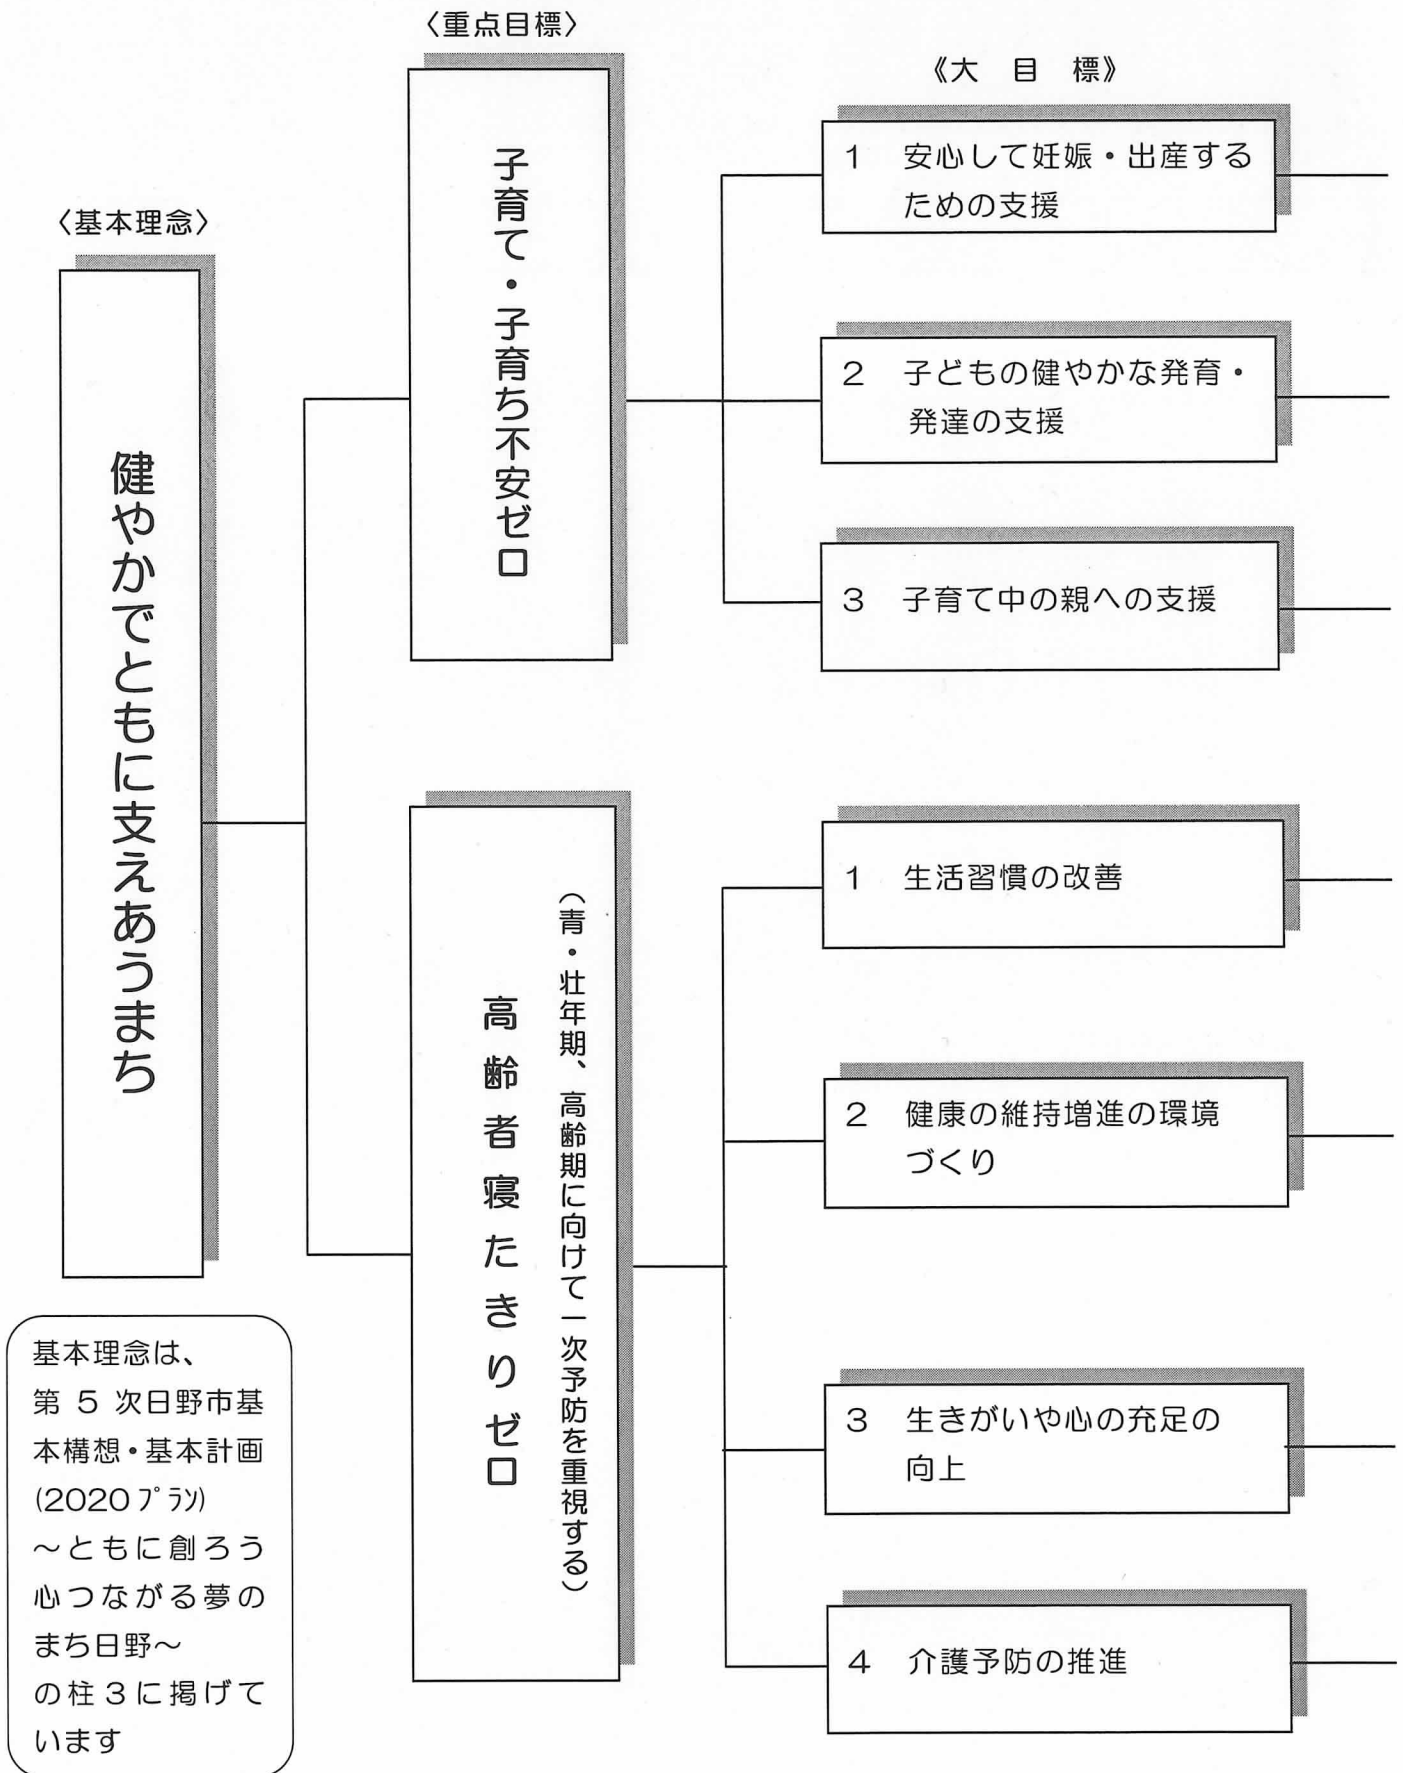 〈基本理念〉
健やかでともに支えあうまち
基本理念は、
第 5 次日野市基
本構想・基本計画
(2020プラン)
～ともに創ろう
心つながる夢の
まち日野～
の柱３に掲げて
います
〈重点目標〉
子育て・子育ち不安ゼロ
（青・壮年期、高齢期に向けて一次予防を重視する）
高齢者寝たきりゼロ
《大　目　標》
1　安心して妊娠・出産する
ための支援
2　子どもの健やかな発育・
発達の支援
3　子育て中の親への支援
1　生活習慣の改善
2　健康の維持増進の環境
づくり
3　生きがいや心の充足の
向上
4　介護予防の推進